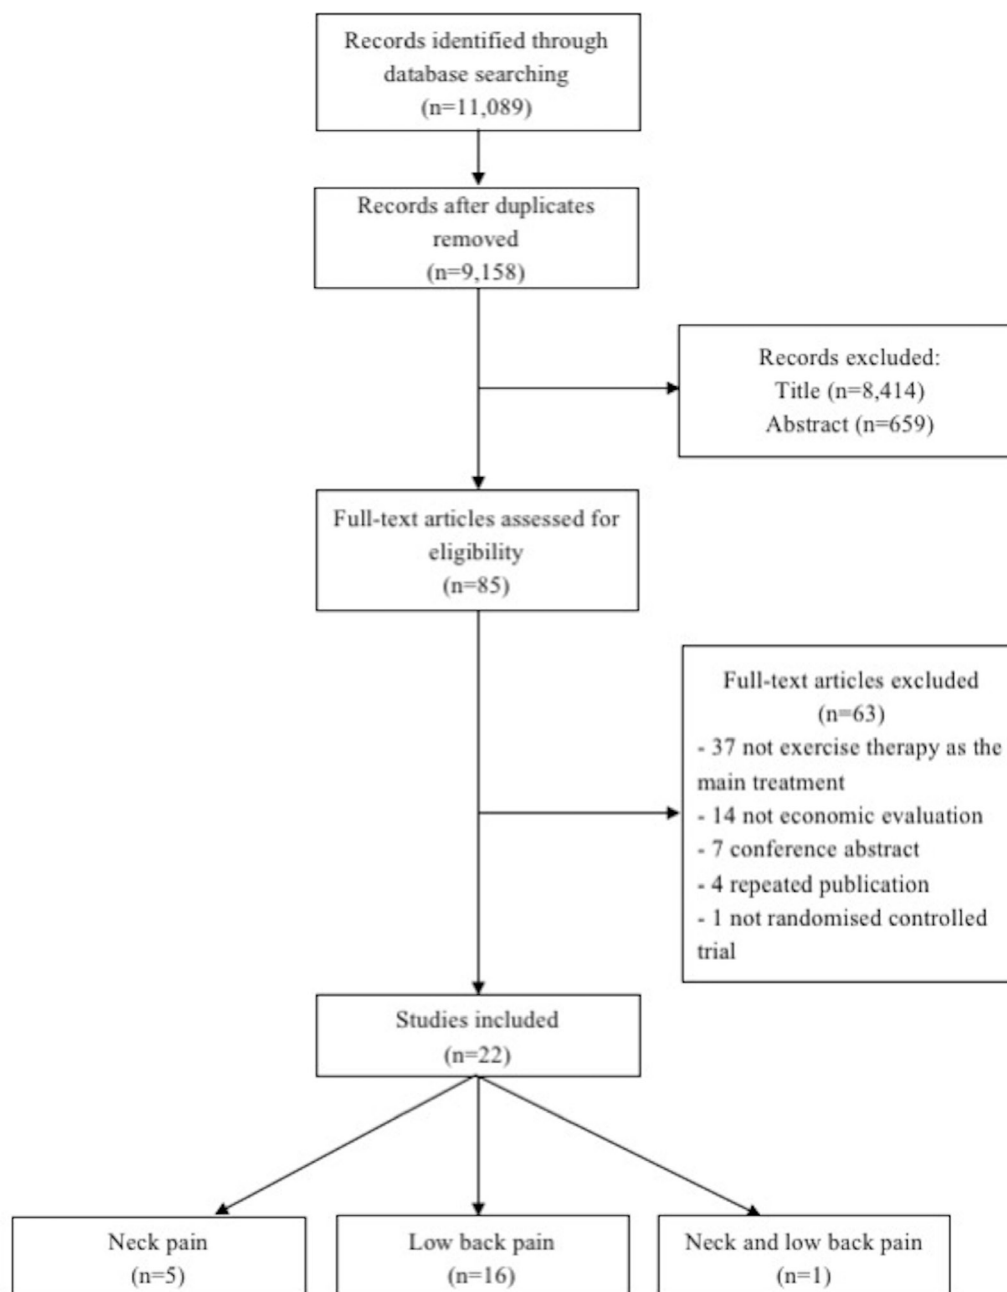 Records identified through
database searching
(n=11,089)
Records after duplicates
removed
(n=9,158)
Records excluded:
Title (n=8,414)
Abstract (n=659)
Full-text articles assessed for
eligibility
(n=85)
Full-text articles excluded
(n=63)
- 37 not exercise therapy as the
main treatment
- 14 not economic evaluation
- 7 conference abstract
- 4 repeated publication
- 1 not randomised controlled
trial
Studies included
(n=22)
Neck pain
(n=5)
Low back pain
(n=16)
Neck and low back pain
(n=1)